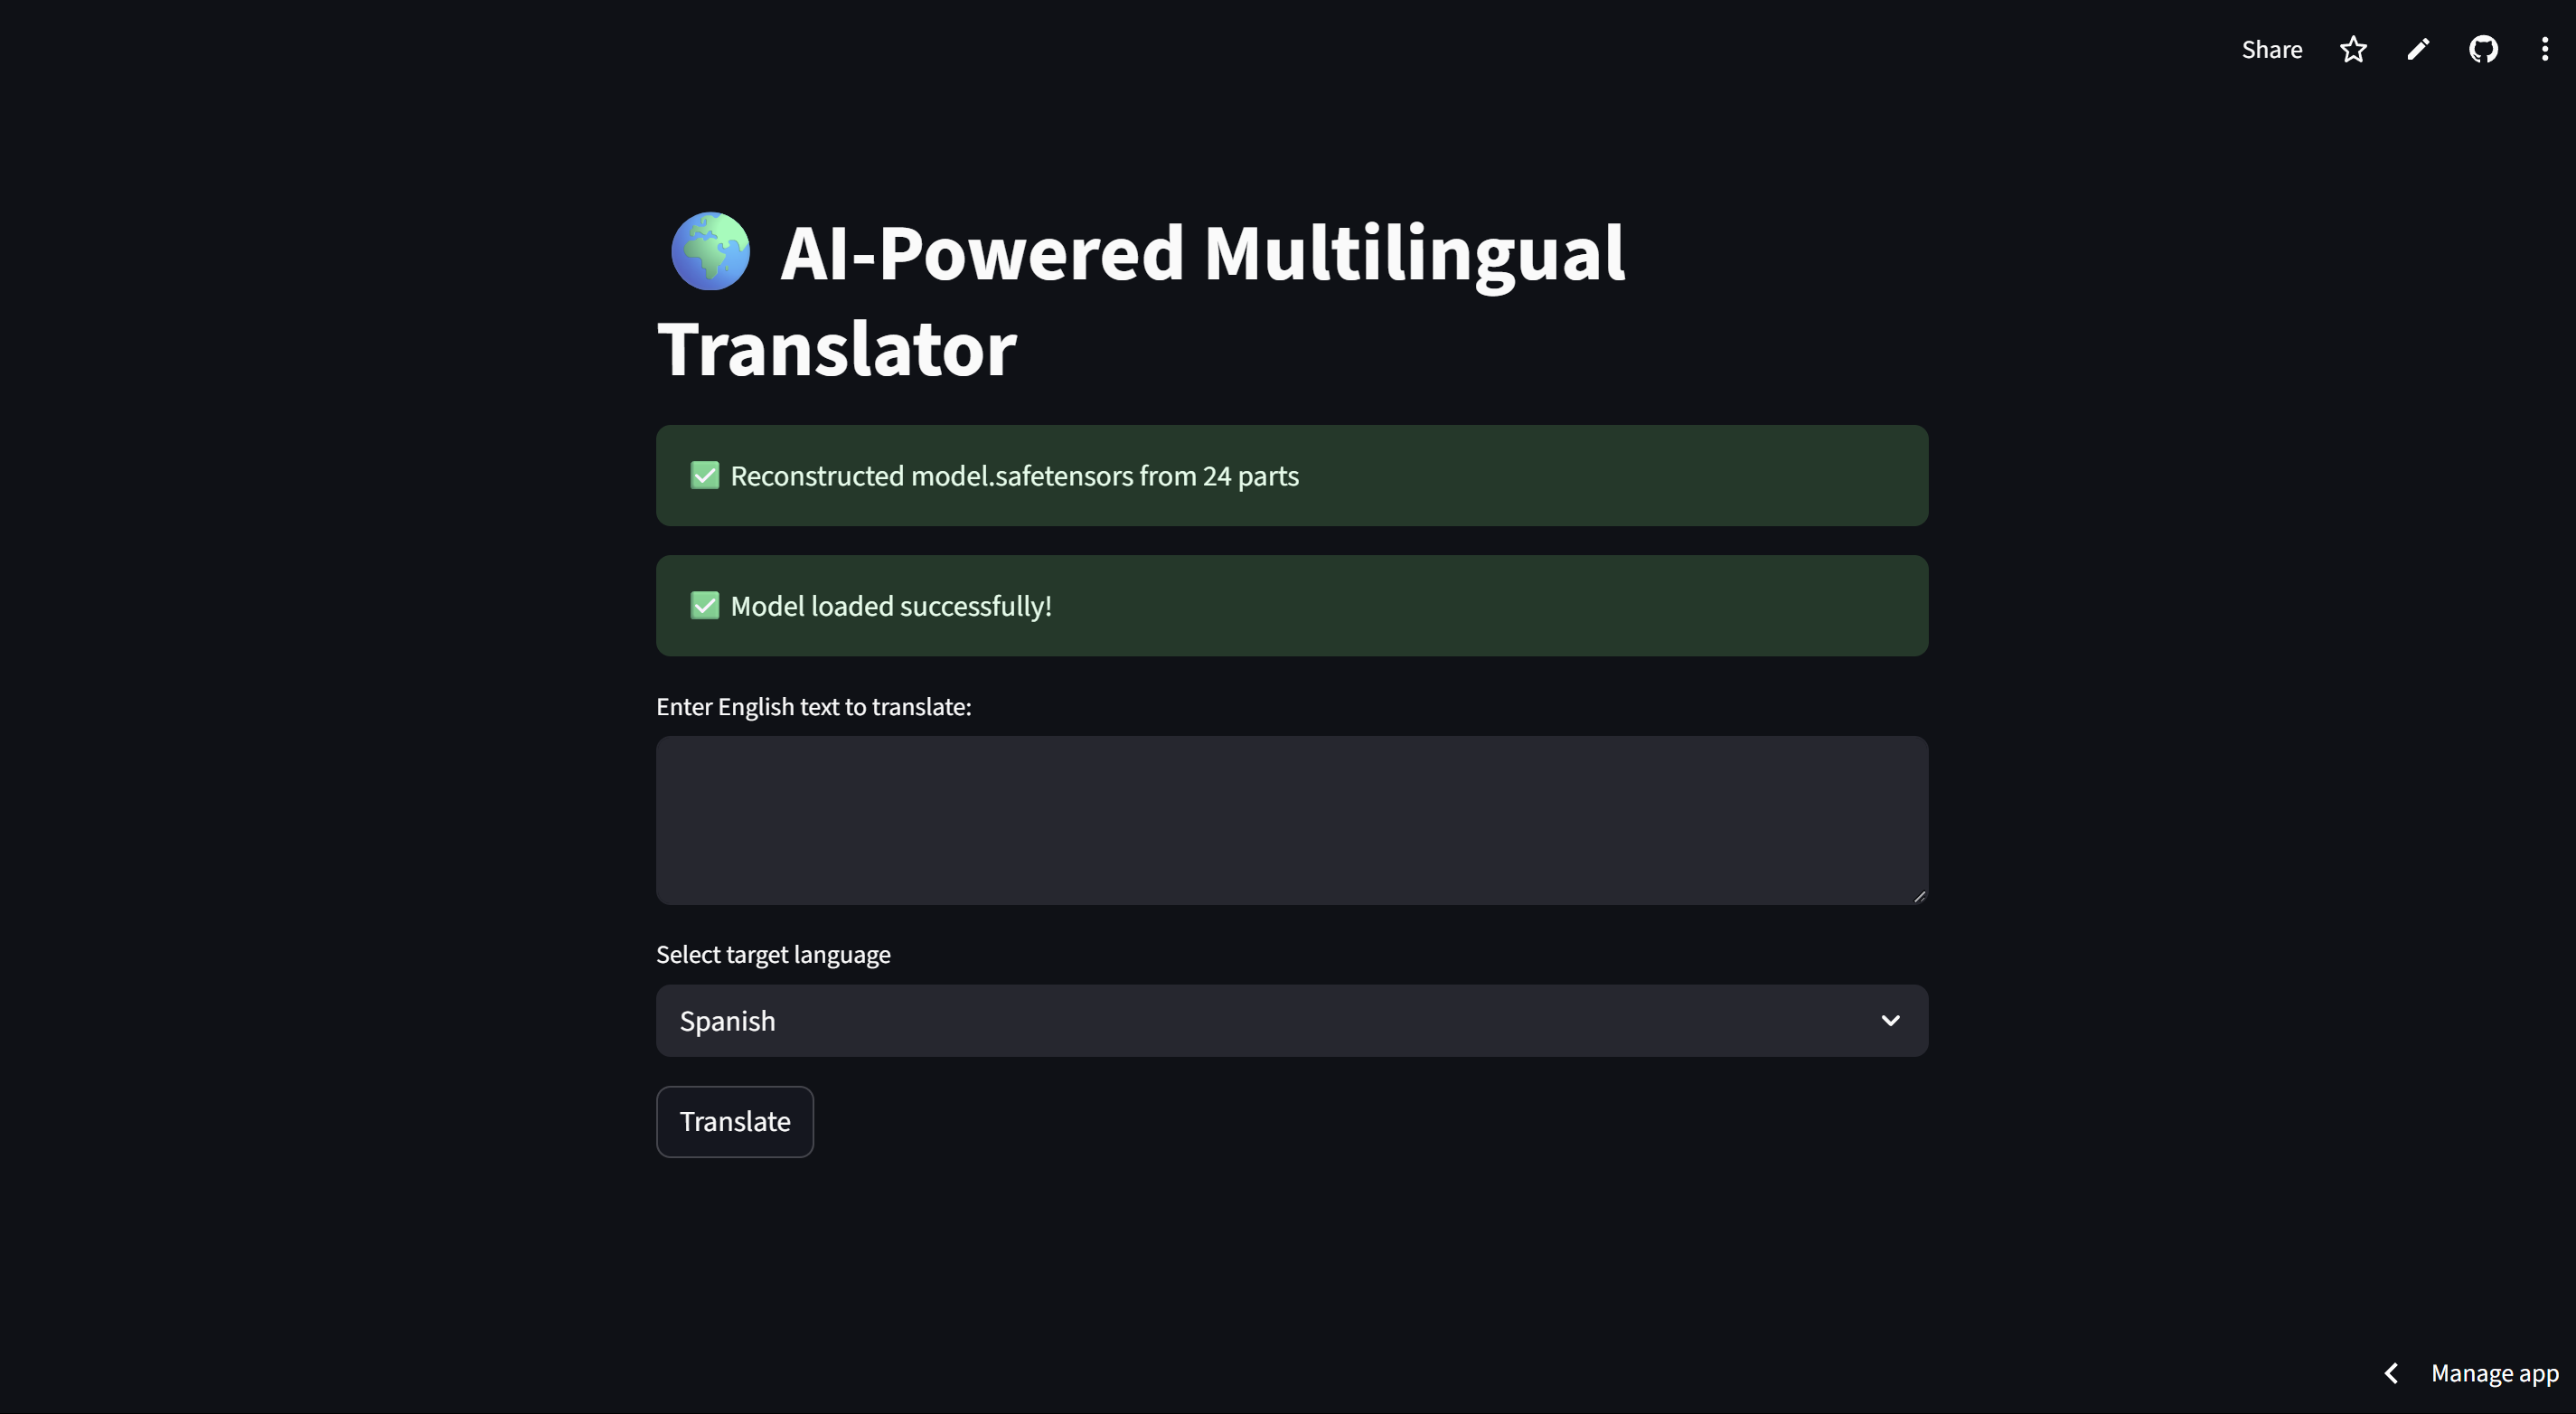 Share
🌍 AI-Powered Multilingual
Translator
✅ Reconstructed model.safetensors from 24 parts
✅ Model loaded successfully!
Enter English text to translate:
Select target language
Spanish
Translate
Manage app